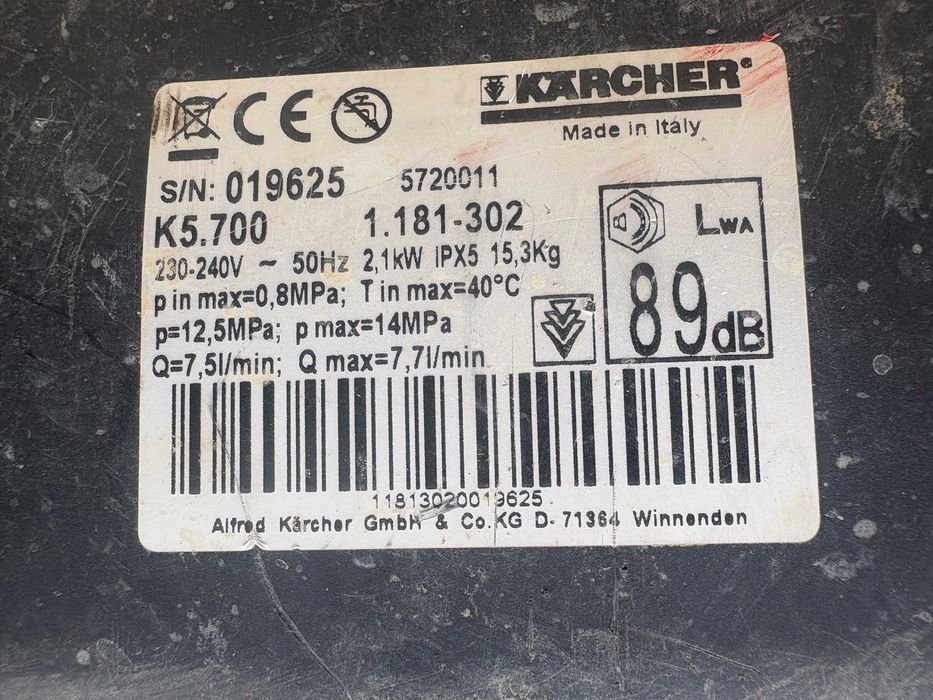 KÄRCHER®
Made in Italy
S/N: 019625 5720011
K5.700 1.181-302
230-240V ~ 50Hz 2,1kW IPX5 15,3Kg
p in max=0,8MPa; T in max=40°C
p=12,5MPa; p max=14MPa
Q=7,5l/min; Q max=7,7l/min
LWA
89dB
11813020019625
Alfred Kärcher GmbH & Co.KG D- 71364 Winnenden